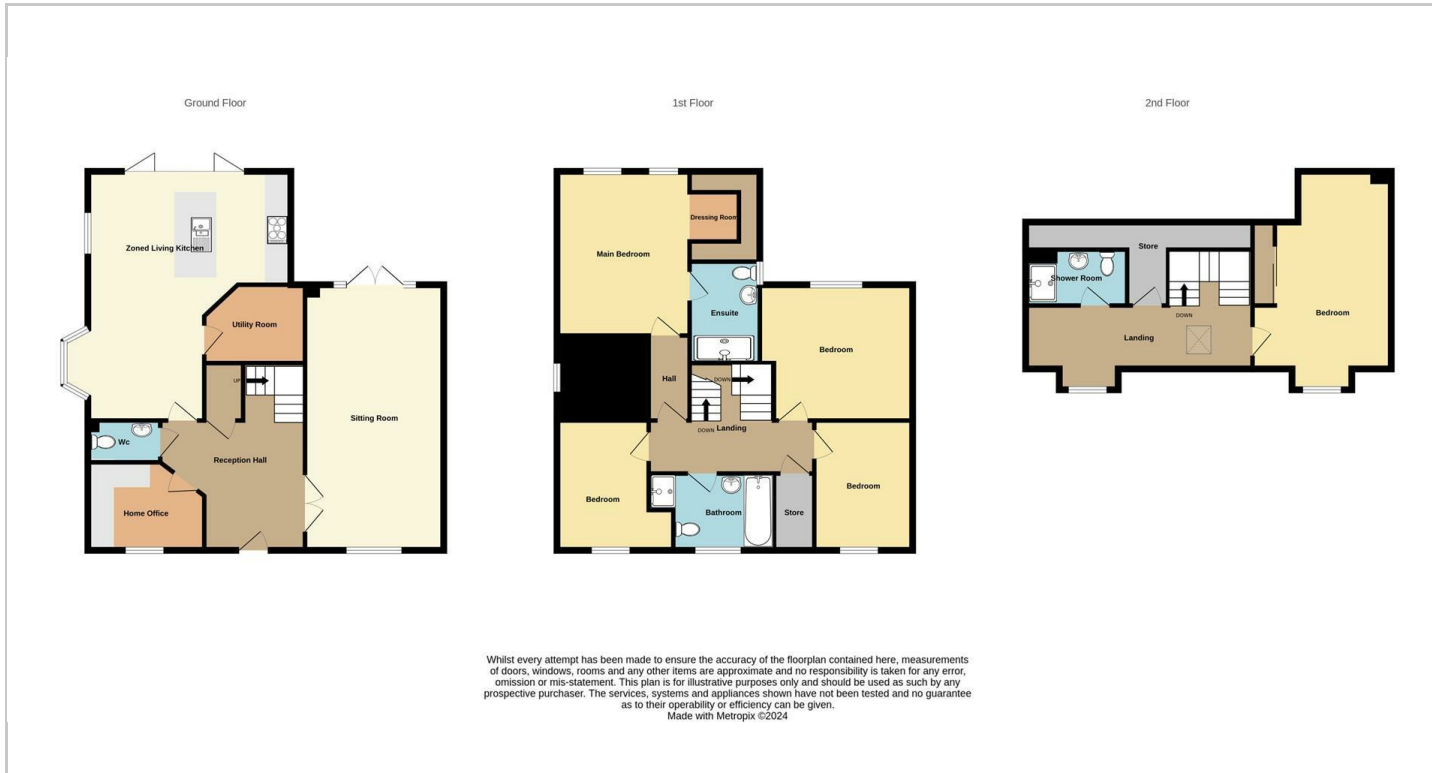 Ground Floor
Zoned Living Kitchen
Utility Room
UP
Sitting Room
Wc
Reception Hall
Home Office
1st Floor
Dressing Room
Main Bedroom
Ensuite
Bedroom
Hall
DOWN
DOWN
Landing
Bedroom
Bathroom
Store
Bedroom
2nd Floor
Store
Shower Room
DOWN
Bedroom
Landing
Whilst every attempt has been made to ensure the accuracy of the floorplan contained here, measurements
of doors, windows, rooms and any other items are approximate and no responsibility is taken for any error,
omission or mis-statement. This plan is for illustrative purposes only and should be used as such by any
prospective purchaser. The services, systems and appliances shown have not been tested and no guarantee
as to their operability or efficiency can be given.
Made with Metropix ©2024